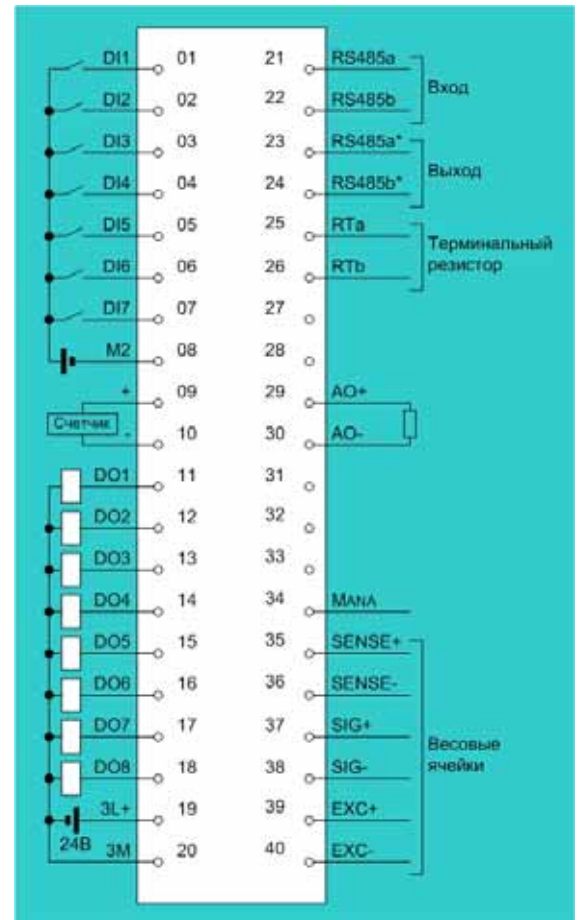 DI1 01 21 RS485a
DI2 02 22 RS485b
Вход
DI3 03 23 RS485a*
DI4 04 24 RS485b*
Выход
DI5 05 25 RTa
DI6 06 26 RTb
Терминальный
резистор
DI7 07 27
M2 08 28
+ 09 29 AO+
Счетчик
- 10 30 AO-
DO1 11 31
DO2 12 32
DO3 13 33
DO4 14 34 MANA
DO5 15 35 SENSE+
DO6 16 36 SENSE-
DO7 17 37 SIG+
DO8 18 38 SIG-
Весовые
ячейки
3L+ 19 39 EXC+
24В 3M 20 40 EXC-